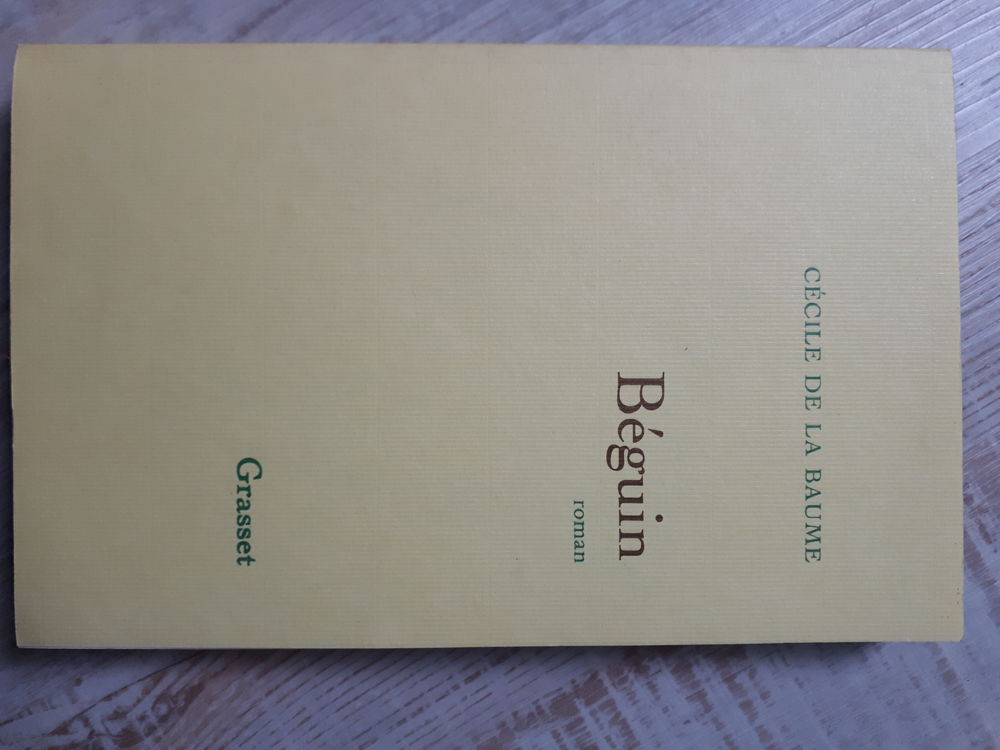 CÉCILE DE LA BAUME
Béguin
roman
Grasset